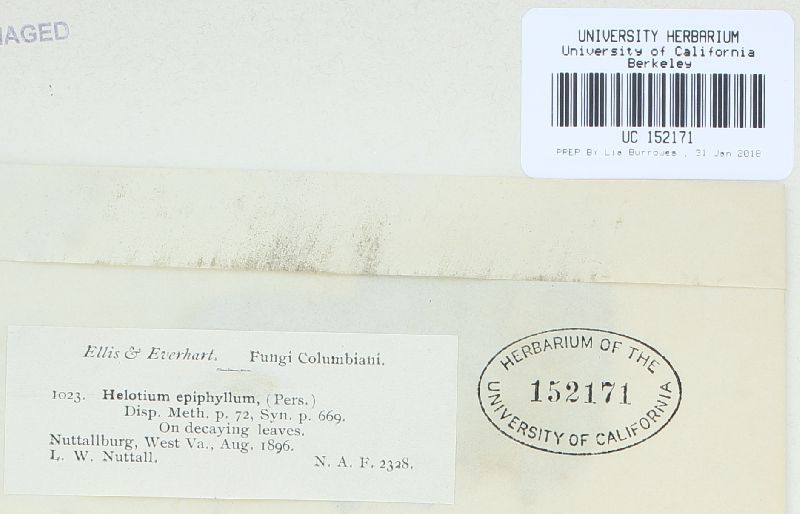 UNIVERSITY HERBARIUM
University of California
Berkeley
UC 152171
PREP BY Lia Burrowes , 31 Jan 2018
Ellis & Everhart. Fungi Columbiani.
1023. Helotium epiphyllum, (Pers.)
Disp. Meth. p. 72, Syn. p. 669.
On decaying leaves.
Nuttallburg, West Va., Aug. 1896.
L. W. Nuttall. N. A. F. 2328.
HERBARIUM OF THE
152171
UNIVERSITY OF CALIFORNIA